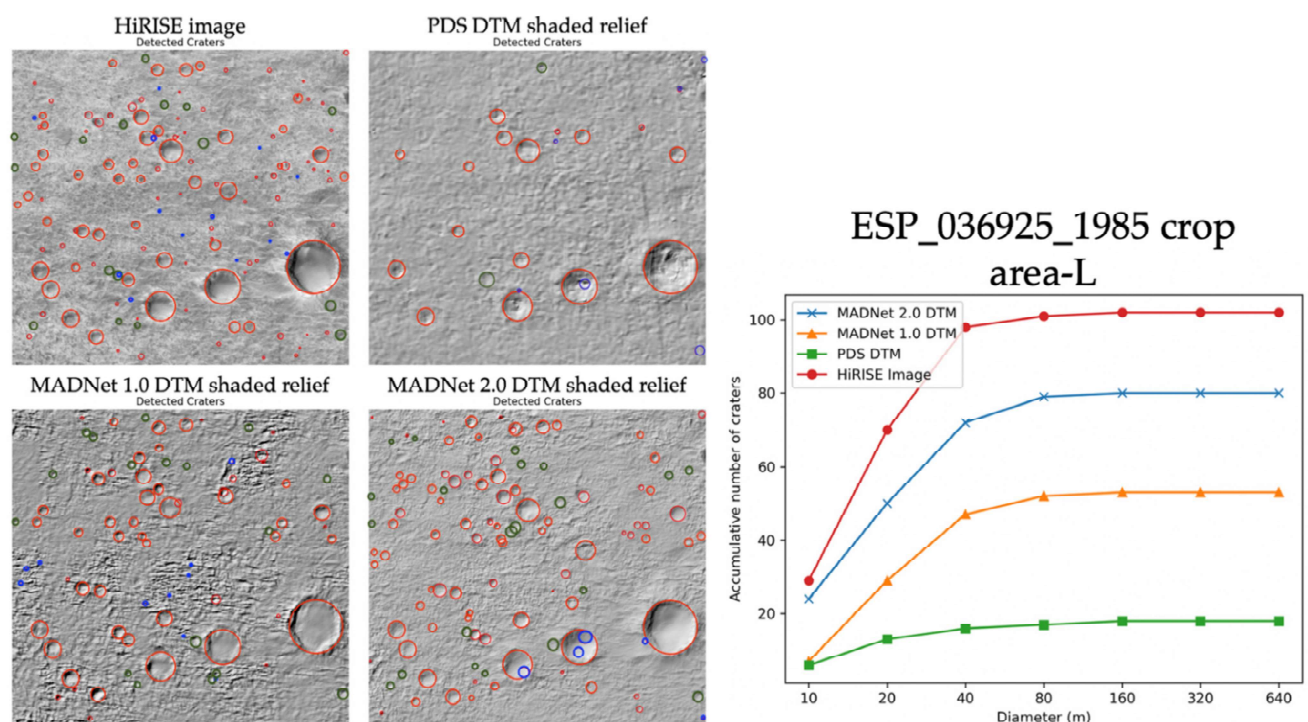 HiRISE image
Detected Craters
PDS DTM shaded relief
Detected Craters
MADNet 1.0 DTM shaded relief
Detected Craters
MADNet 2.0 DTM shaded relief
Detected Craters
ESP_036925_1985 crop
area-L
MADNet 2.0 DTM
MADNet 1.0 DTM
PDS DTM
HiRISE Image
Accumulative number of craters
100
80
60
40
20
10 20 40 80 160 320 640
Diameter (m)